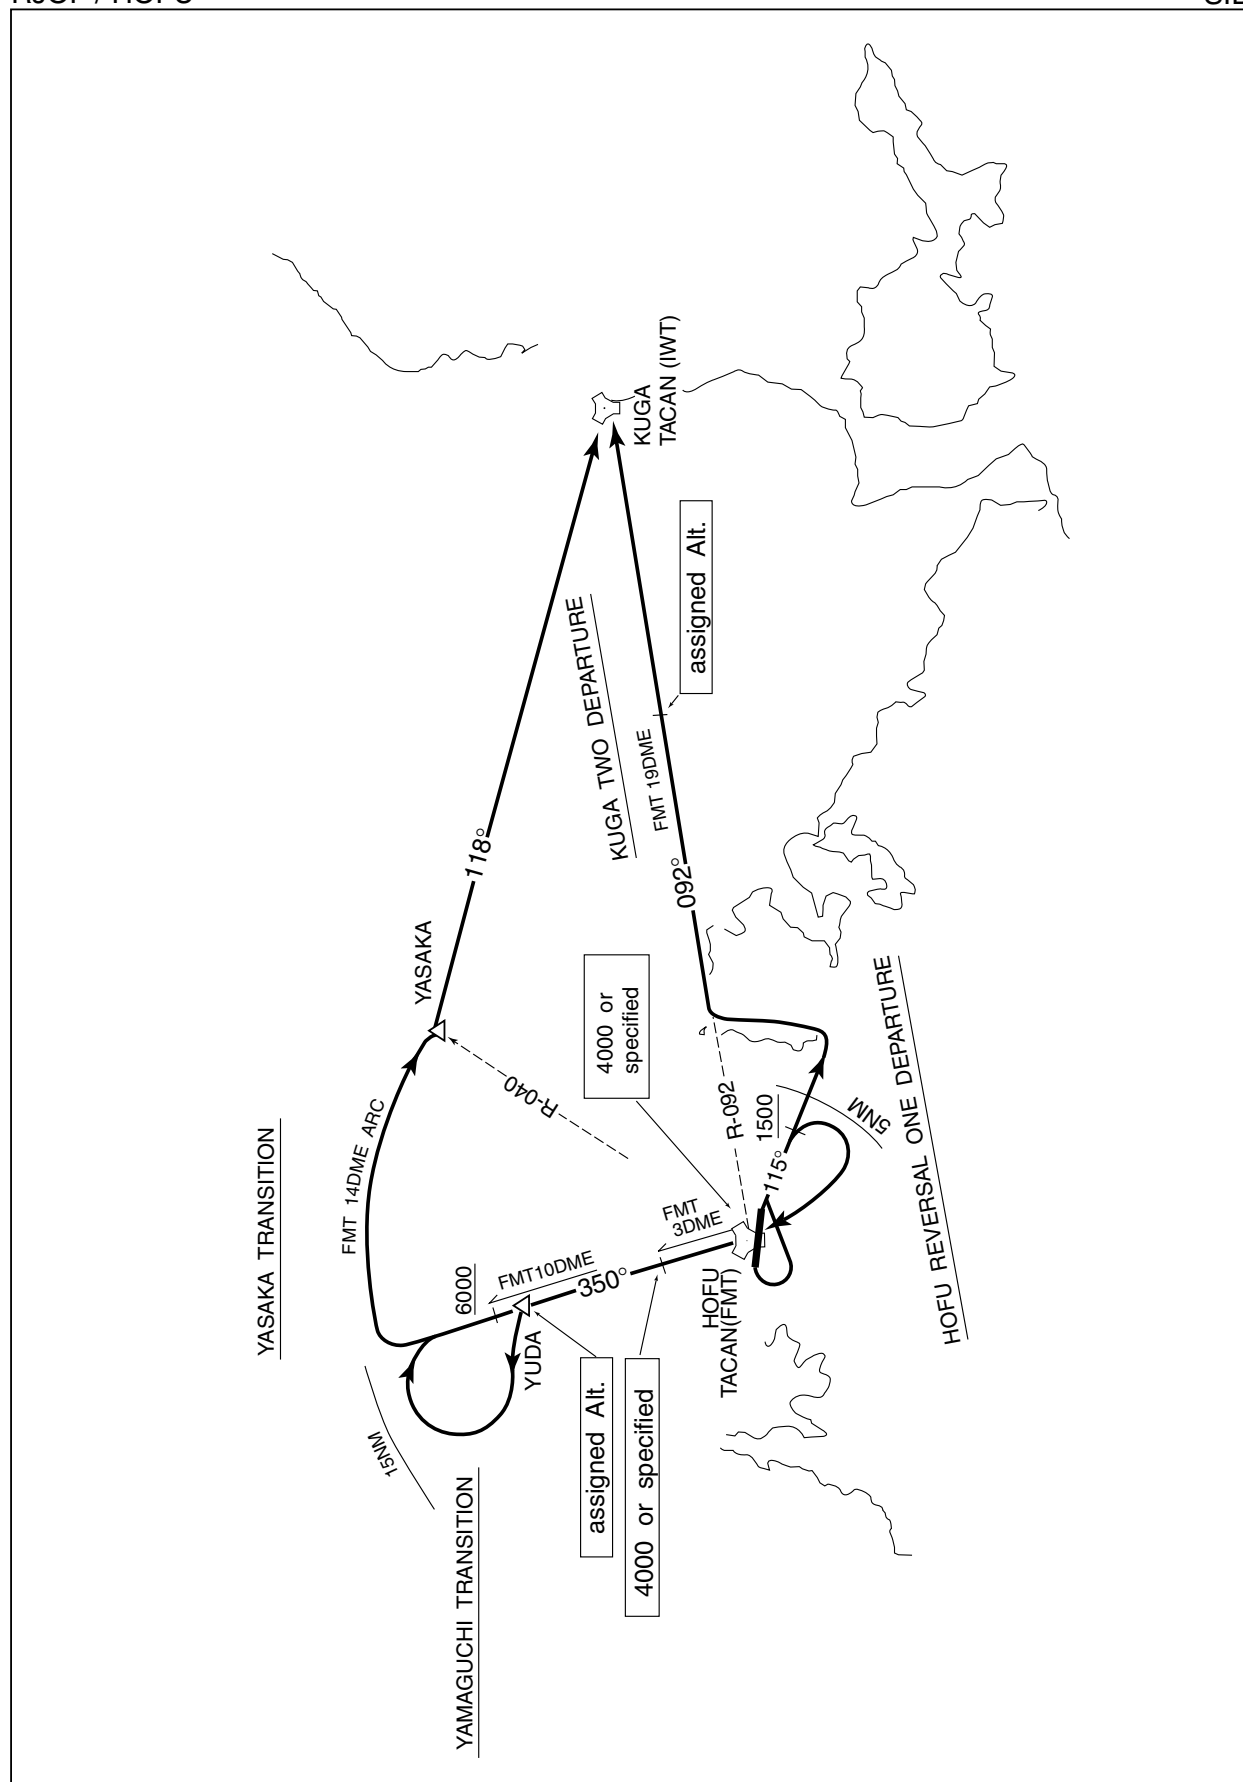 YASAKA TRANSITION
FMT 14DME ARC
YASAKA
118°
KUGA
TACAN (IWT)
R-040
KUGA TWO DEPARTURE
FMT 19DME
assigned Alt.
092°
4000 or
specified
R-092
1500
115°
5NM
HOFU REVERSAL ONE DEPARTURE
FMT
3DME
HOFU
TACAN(FMT)
350°
FMT10DME
6000
YUDA
assigned Alt.
4000 or specified
15NM
YAMAGUCHI TRANSITION